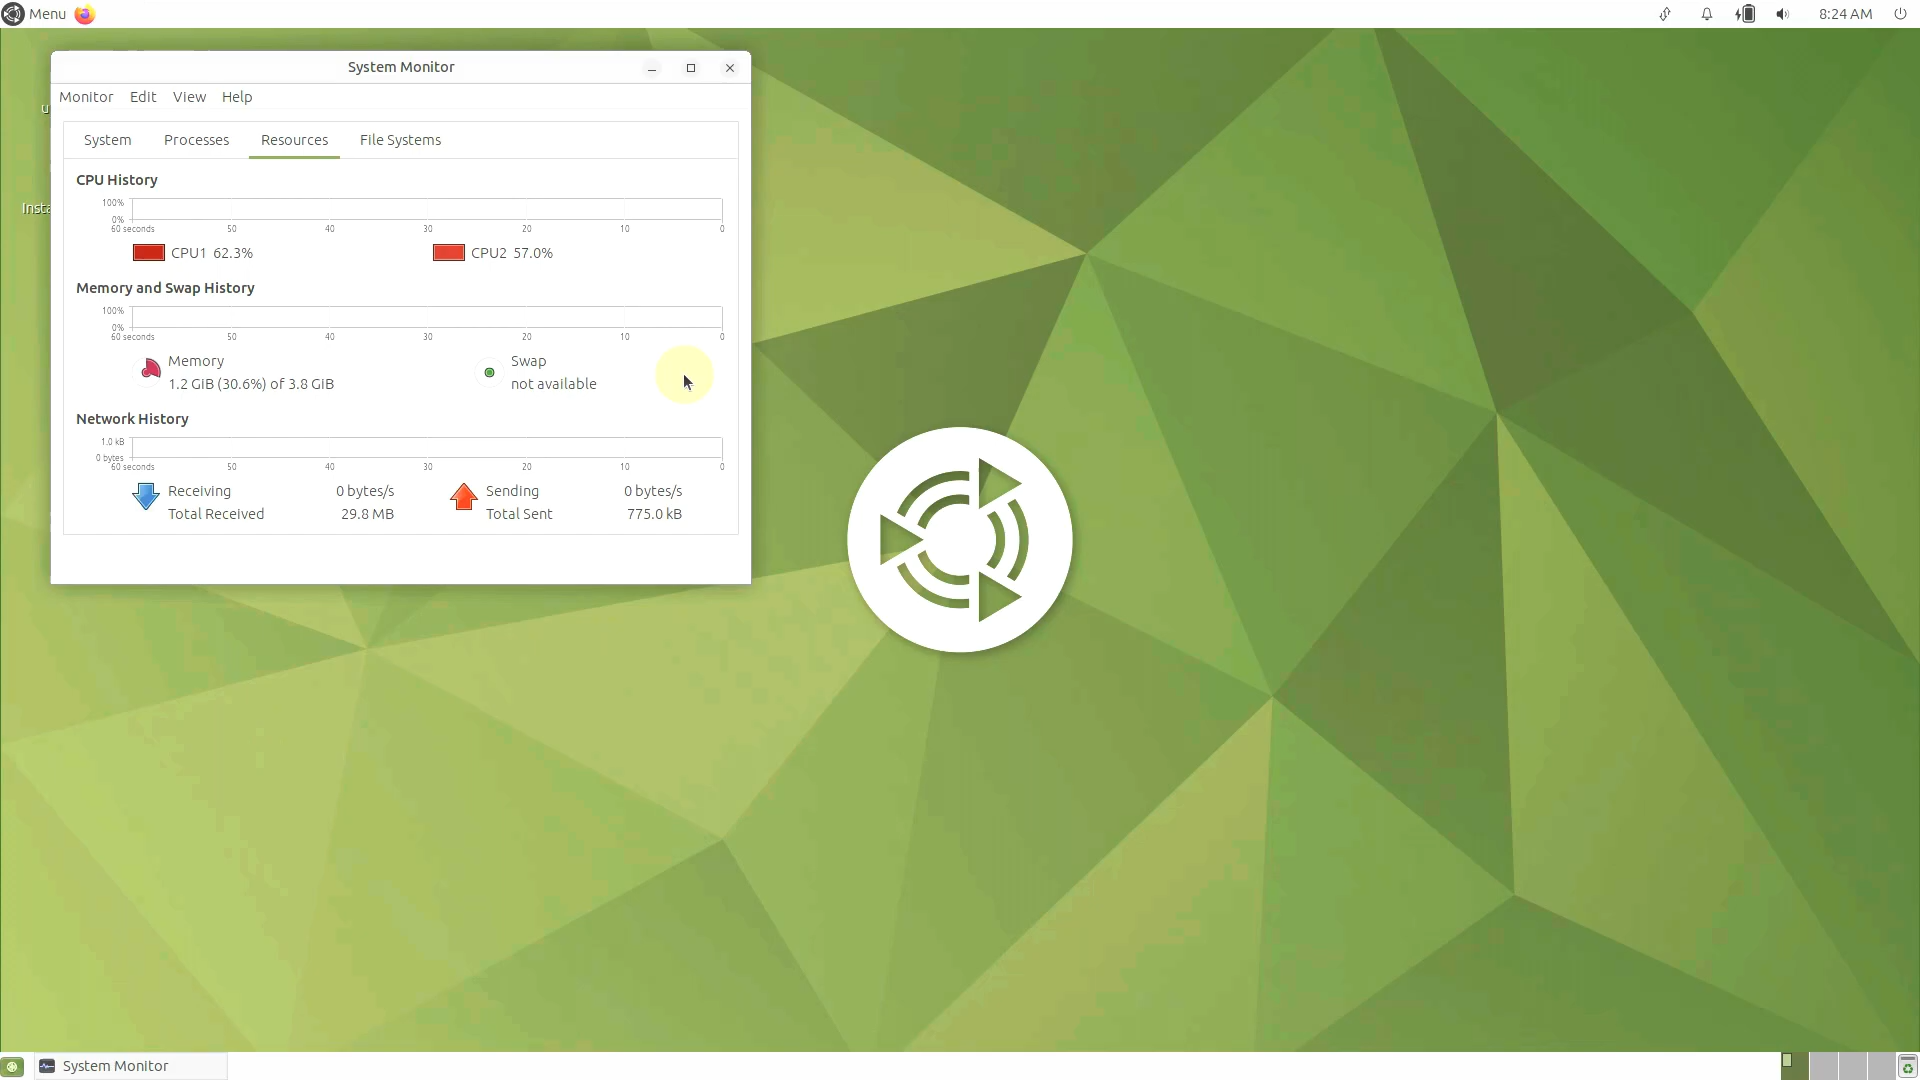 Menu
8:24 AM
System Monitor
Monitor Edit View Help
System Processes Resources File Systems
CPU History
100%
0%
60 seconds 50 40 30 20 10 0
CPU1 62.3% CPU2 57.0%
Memory and Swap History
100%
0%
60 seconds 50 40 30 20 10 0
Memory
1.2 GiB (30.6%) of 3.8 GiB
Swap
not available
Network History
1.0 kB
0 bytes
60 seconds 50 40 30 20 10 0
Receiving 0 bytes/s
Total Received 29.8 MB
Sending 0 bytes/s
Total Sent 775.0 kB
u
Insta
System Monitor